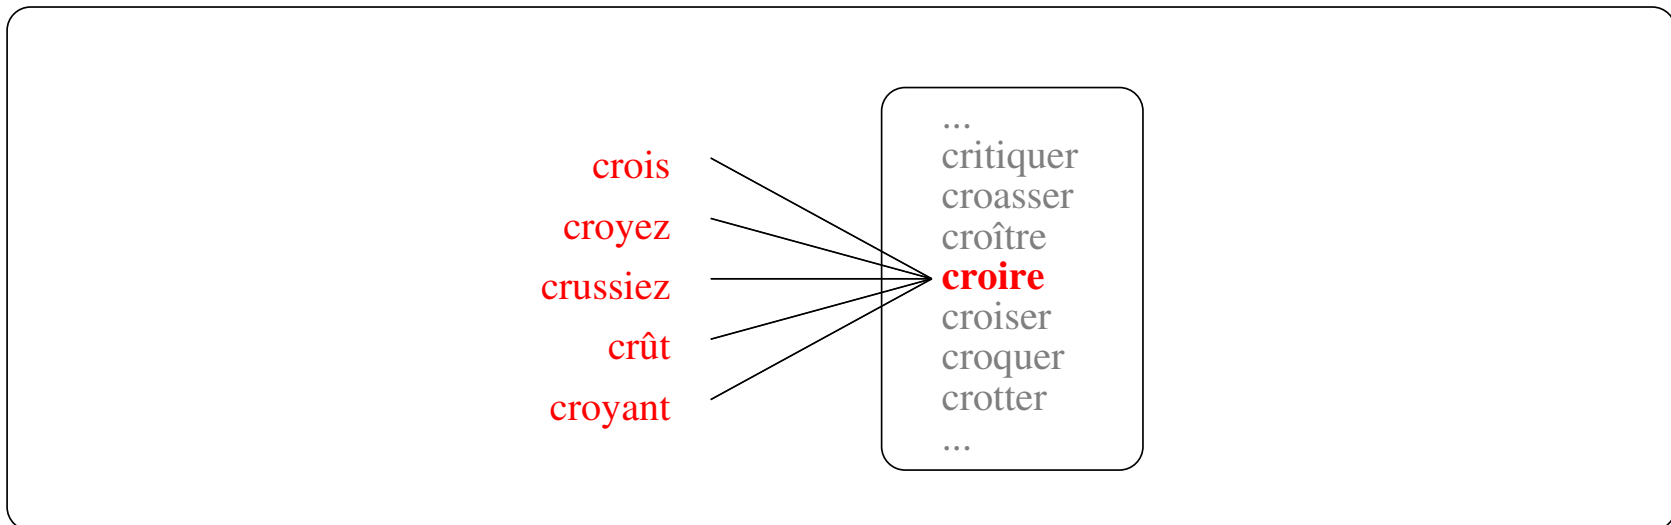 crois
croyez
crussiez
crût
croyant
...
critiquer
croasser
croître
croire
croiser
croquer
crotter
...